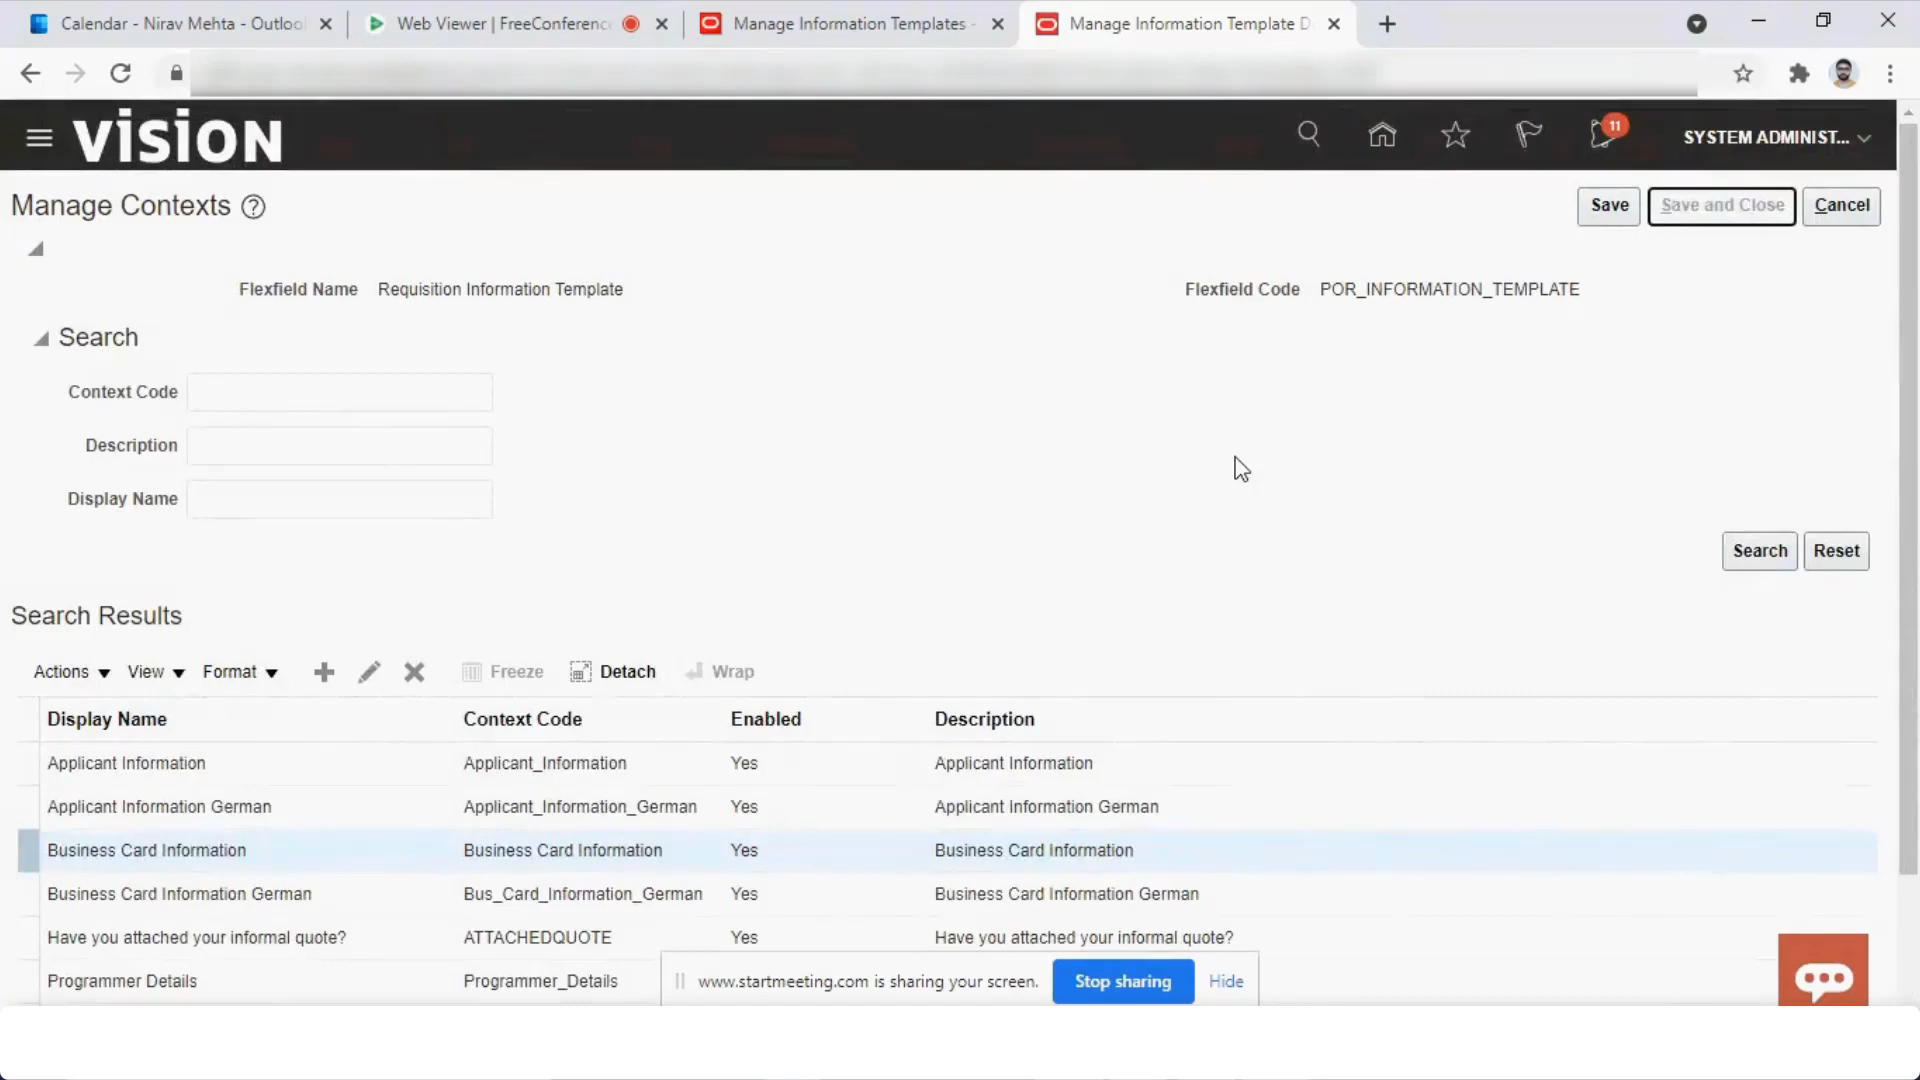 Calendar - Nirav Mehta - Outloo
Web Viewer | FreeConference
Manage Information Templates -
Manage Information Template D
vision
11
SYSTEM ADMINIST...
Manage Contexts
Save
Save and Close
Cancel
Flexfield Name Requisition Information Template
Flexfield Code POR_INFORMATION_TEMPLATE
Search
Context Code
Description
Display Name
Search
Reset
Search Results
Actions View Format Freeze Detach Wrap
Display Name Context Code Enabled Description
Applicant Information Applicant_Information Yes Applicant Information
Applicant Information German Applicant_Information_German Yes Applicant Information German
Business Card Information Business Card Information Yes Business Card Information
Business Card Information German Bus_Card_Information_German Yes Business Card Information German
Have you attached your informal quote? ATTACHEDQUOTE Yes Have you attached your informal quote?
Programmer Details Programmer_Details
www.startmeeting.com is sharing your screen.
Stop sharing
Hide